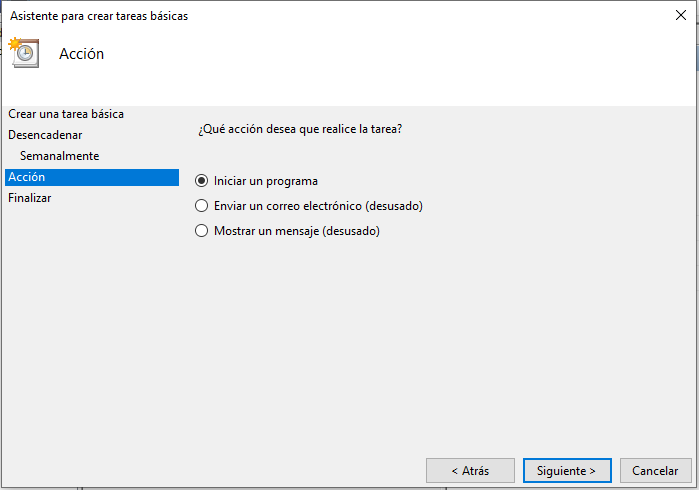 Asistente para crear tareas básicas
Acción
Crear una tarea básica
Desencadenar
Semanalmente
Acción
Finalizar
¿Qué acción desea que realice la tarea?
Iniciar un programa
Enviar un correo electrónico (desusado)
Mostrar un mensaje (desusado)
< Atrás
Siguiente >
Cancelar